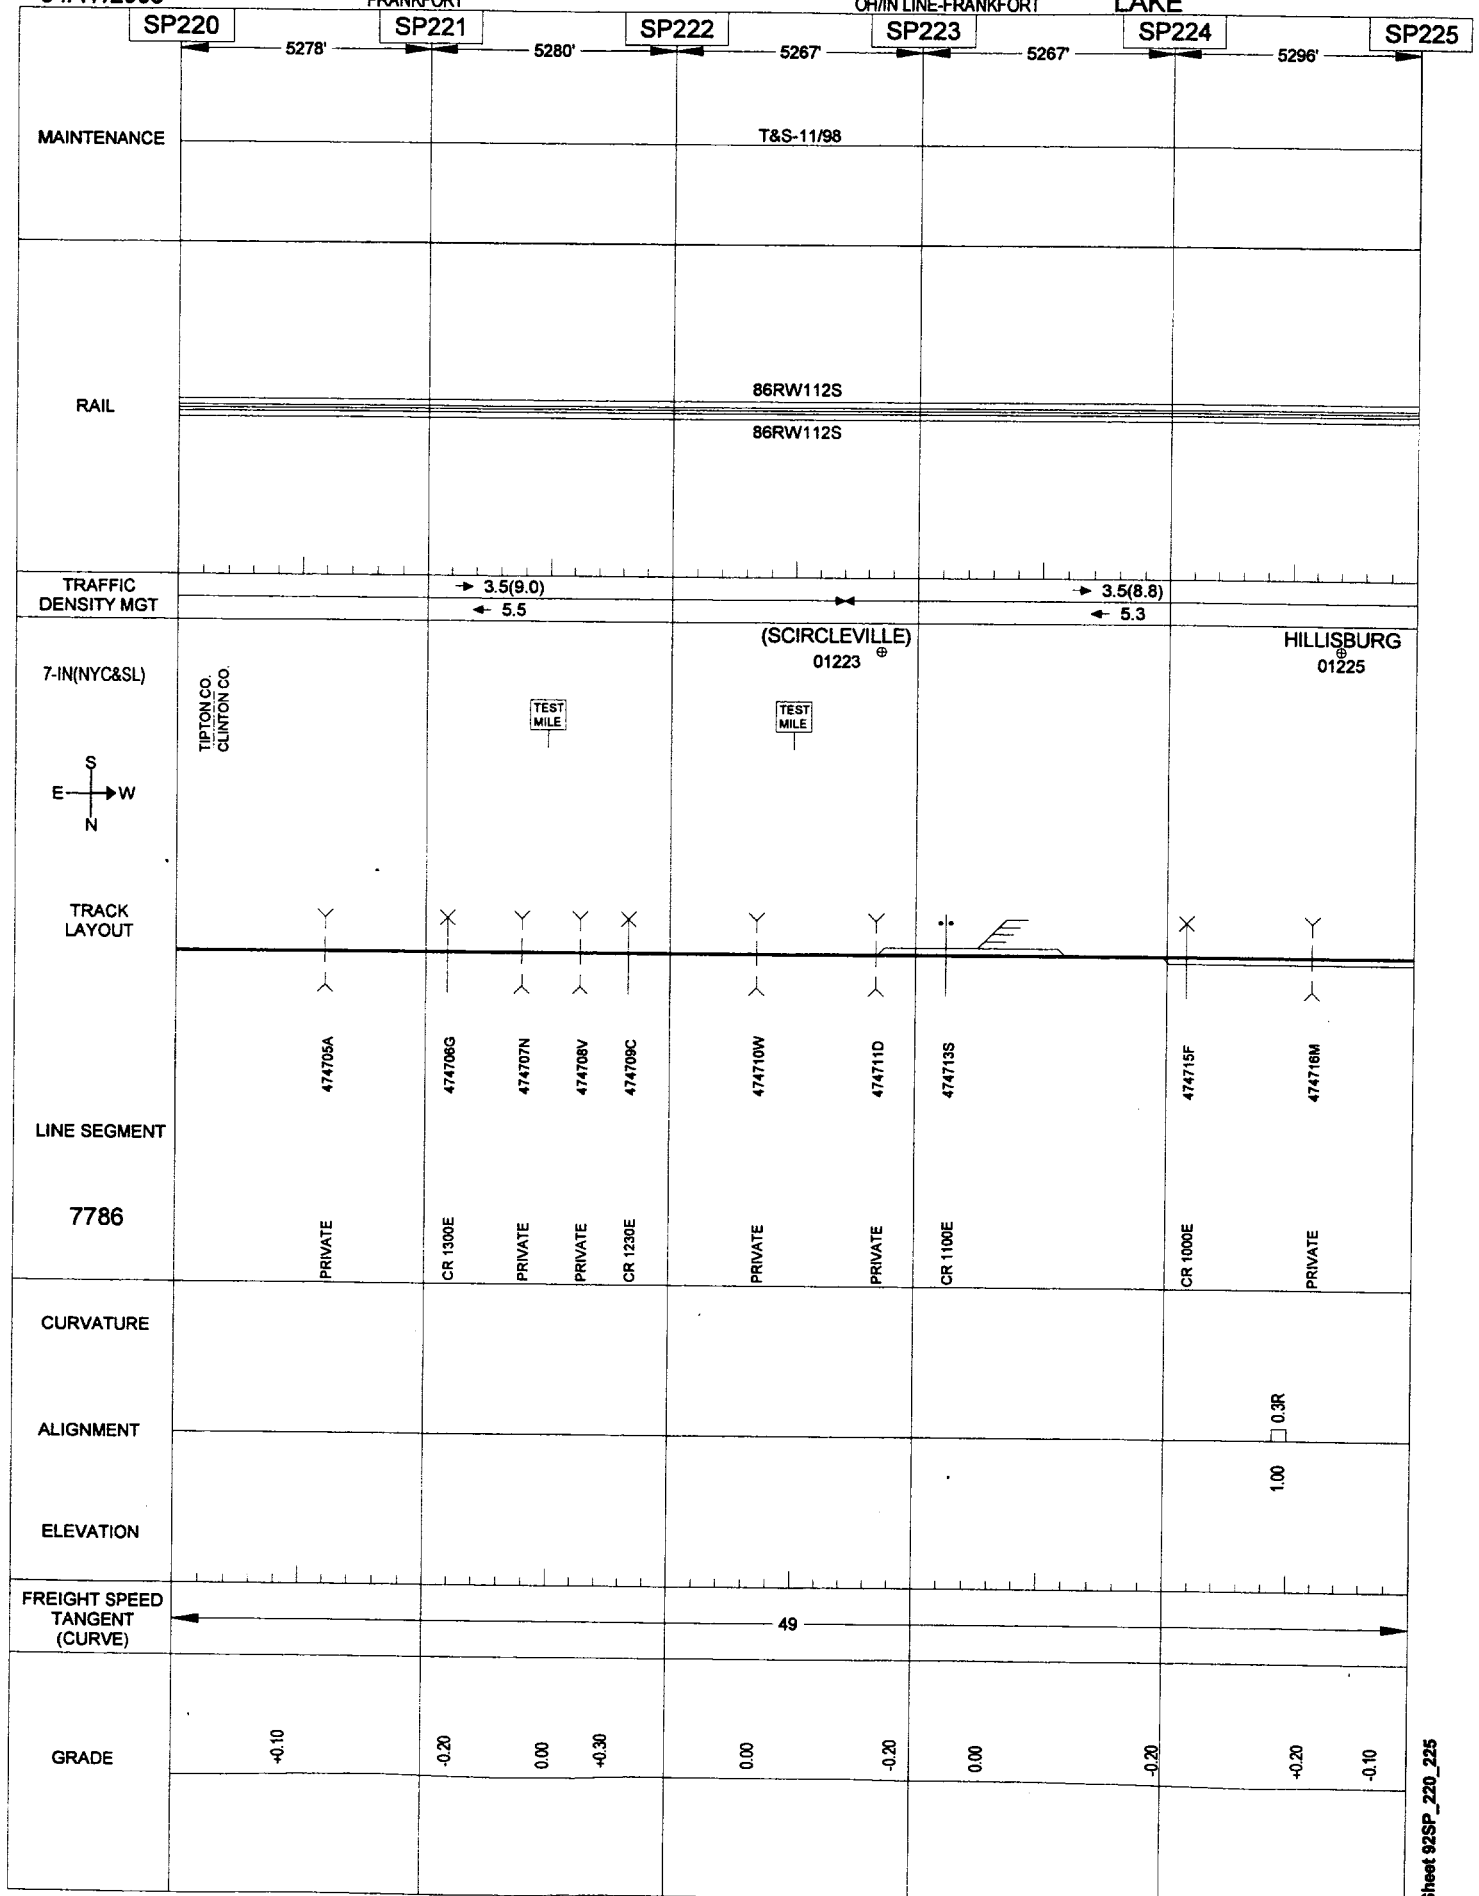 FRANKFORT
OH/IN LINE-FRANKFORT
LAKE
SP220
SP221
SP222
SP223
SP224
SP225
5278'
5280'
5267'
5267'
5296'
MAINTENANCE
T&S-11/98
RAIL
86RW112S
86RW112S
TRAFFIC
DENSITY MGT
3.5(9.0)
5.5
3.5(8.8)
5.3
7-IN(NYC&SL)
TIPTON CO.
CLINTON CO.
TEST
MILE
TEST
MILE
(SCIRCLEVILLE)
01223
HILLISBURG
01225
S
E W
N
TRACK
LAYOUT
474705A
474706G
474707N
474708V
474709C
474710W
474711D
474713S
474715F
474716M
LINE SEGMENT
7786
PRIVATE
CR 1300E
PRIVATE
PRIVATE
CR 1230E
PRIVATE
PRIVATE
CR 1100E
CR 1000E
PRIVATE
CURVATURE
ALIGNMENT
0.3R
1.00
ELEVATION
FREIGHT SPEED
TANGENT
(CURVE)
49
GRADE
+0.10
-0.20
0.00
+0.30
0.00
-0.20
0.00
-0.20
+0.20
-0.10
Sheet 92SP_220_225